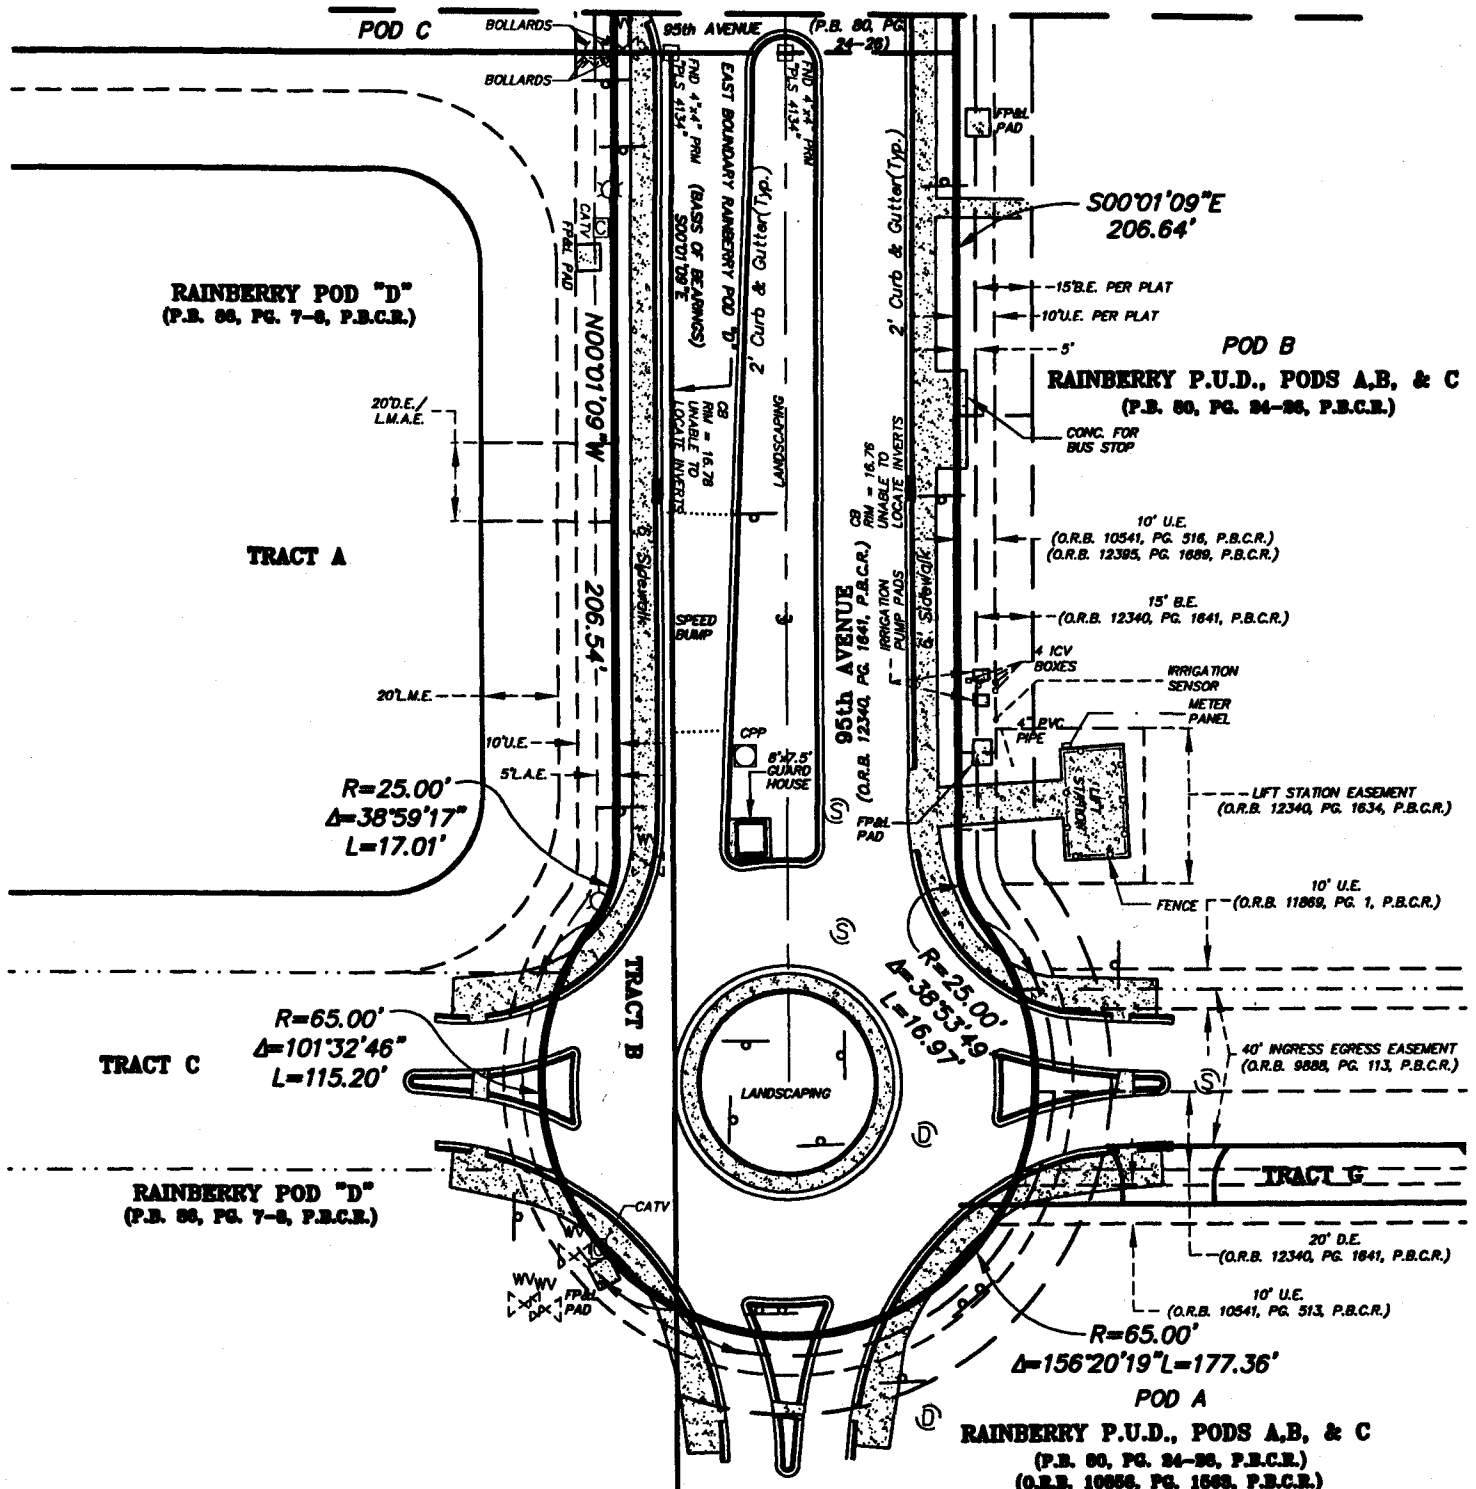 POD C
BOLLARDS
BOLLARDS
95th AVENUE
(P.B. 80, PG.
24-26)
FND 4"x4" PRM
"PLS 4134"
FND 4"x4" PRM
"PLS 4134"
EAST BOUNDARY RAINBERRY POD "D"
(BASIS OF BEARINGS)
S00°01'09"E
2' Curb & Gutter(Typ.)
2' Curb & Gutter(Typ.)
FP&L
PAD
S00°01'09"E
206.64'
CATV
C
FP&L PAD
RAINBERRY POD "D"
(P.B. 86, PG. 7-8, P.B.C.R.)
15'B.E. PER PLAT
10'U.E. PER PLAT
5'
POD B
RAINBERRY P.U.D., PODS A,B, & C
(P.B. 80, PG. 24-26, P.B.C.R.)
N00°01'09"W
206.54'
20'D.E./
L.M.A.E.
CB
RIM = 16.78
UNABLE TO
LOCATE INVERTS
LANDSCAPING
CB
RIM = 16.76
UNABLE TO
LOCATE INVERTS
CONC. FOR
BUS STOP
10' U.E.
(O.R.B. 10541, PG. 516, P.B.C.R.)
(O.R.B. 12395, PG. 1689, P.B.C.R.)
TRACT A
6' Sidewalk
SPEED
BUMP
3
95th AVENUE
(O.R.B. 12340, PG. 1641, P.B.C.R.)
IRRIGATION
PUMP PADS
6' Sidewalk
15' B.E.
(O.R.B. 12340, PG. 1641, P.B.C.R.)
4 ICV
BOXES
IRRIGATION
SENSOR
METER
PANEL
4" PVC
PIPE
20'L.M.E.
10'U.E.
5'L.A.E.
CPP
6'x7.5'
GUARD
HOUSE
FP&L
PAD
LIFT
STATION
LIFT STATION EASEMENT
(O.R.B. 12340, PG. 1634, P.B.C.R.)
R=25.00'
Δ=38°59'17"
L=17.01'
S
FENCE
10' U.E.
(O.R.B. 11869, PG. 1, P.B.C.R.)
S
R=25.00'
Δ=38°53'49"
L=16.97'
TRACT B
R=65.00'
Δ=101°32'46"
L=115.20'
TRACT C
LANDSCAPING
40' INGRESS EGRESS EASEMENT
(O.R.B. 9888, PG. 113, P.B.C.R.)
S
D
TRACT G
RAINBERRY POD "D"
(P.B. 86, PG. 7-8, P.B.C.R.)
CATV
WV
WV WV
FP&L
PAD
20' D.E.
(O.R.B. 12340, PG. 1641, P.B.C.R.)
10' U.E.
(O.R.B. 10541, PG. 513, P.B.C.R.)
R=65.00'
Δ=156°20'19" L=177.36'
D
POD A
RAINBERRY P.U.D., PODS A,B, & C
(P.B. 80, PG. 24-26, P.B.C.R.)
(O.R.B. 10656, PG. 1563, P.B.C.R.)